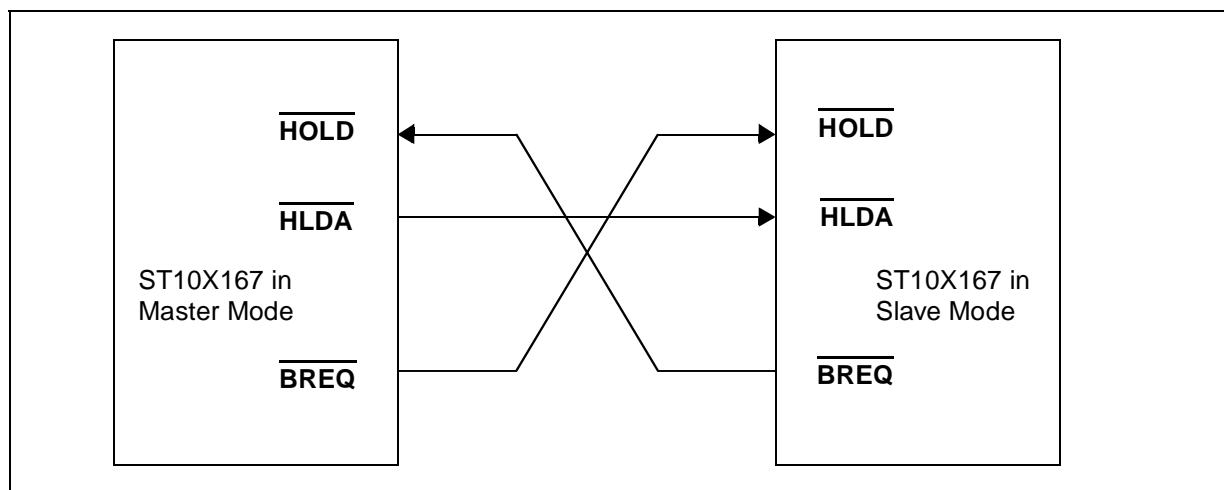 HOLD
HLDA
ST10X167 in
Master Mode
BREQ
HOLD
HLDA
ST10X167 in
Slave Mode
BREQ